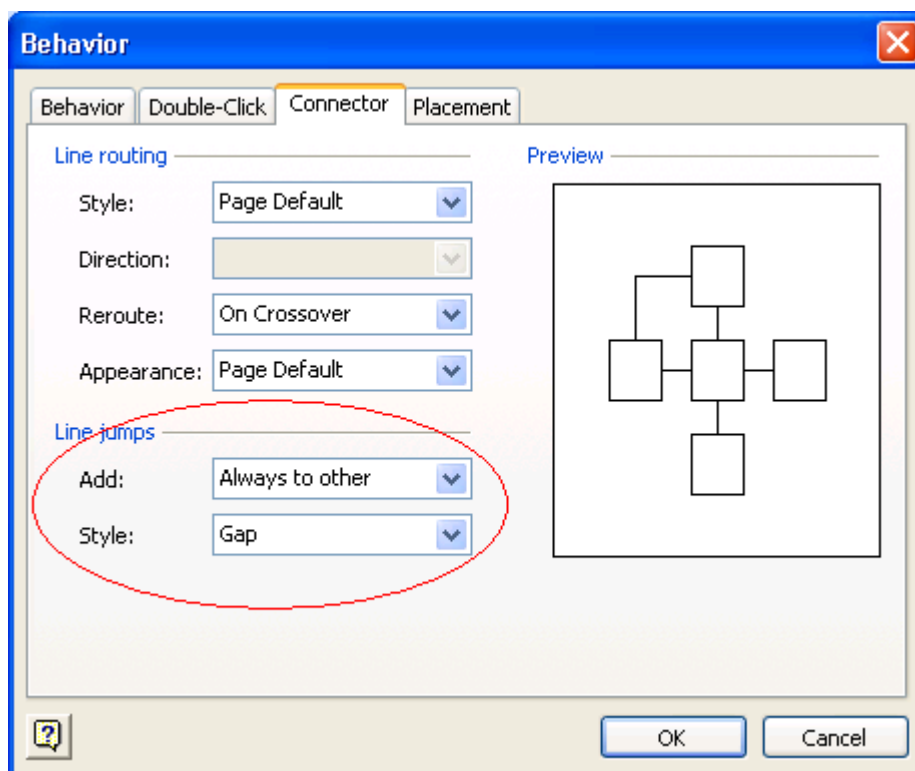 Behavior
Behavior Double-Click Connector Placement
Line routing
Style: Page Default
Direction:
Reroute: On Crossover
Appearance: Page Default
Line jumps
Add: Always to other
Style: Gap
Preview
?
OK Cancel